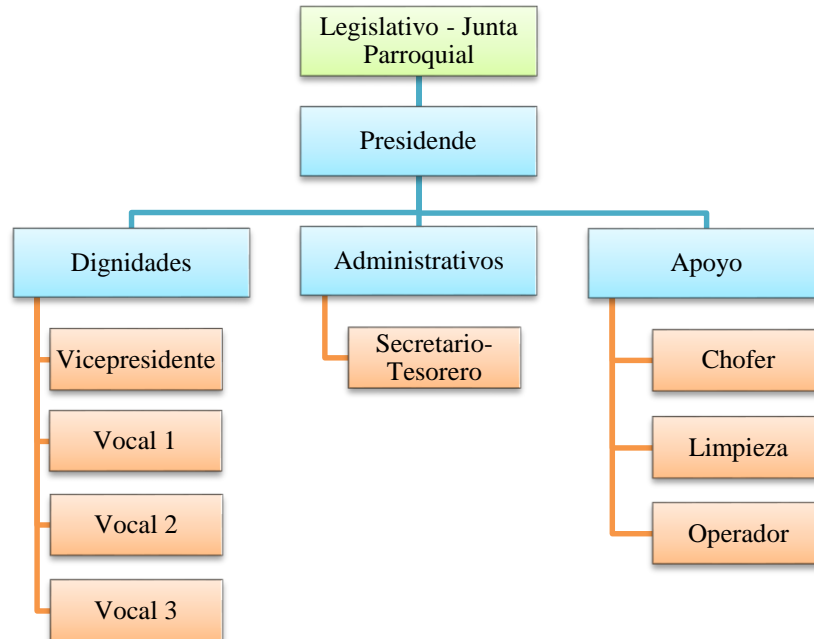 Legislativo - Junta
Parroquial
Presidende
Dignidades
Administrativos
Apoyo
Vicepresidente
Secretario-
Tesorero
Chofer
Vocal 1
Limpieza
Vocal 2
Operador
Vocal 3